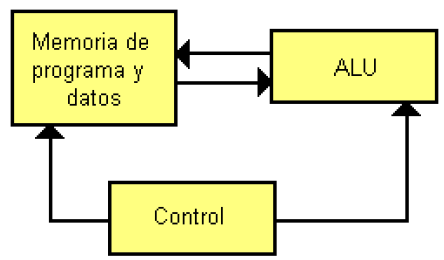 Memoria de
programa y
datos
ALU
Control